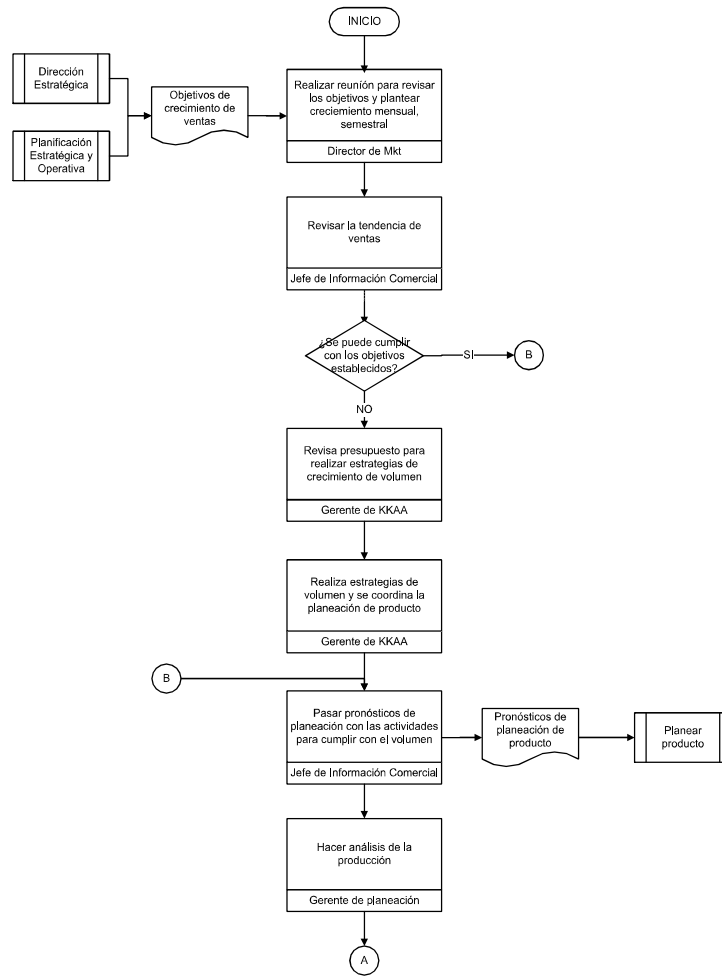 INICIO
Dirección
Estratégica
Planificación
Estratégica y
Operativa
Objetivos de
crecimiento de
ventas
Realizar reunión para revisar
los objetivos y plantear
creciemiento mensual,
semestral
Director de Mkt
Revisar la tendencia de
ventas
Jefe de Información Comercial
¿Se puede cumplir
con los objetivos
establecidos?
SI
B
NO
Revisa presupuesto para
realizar estrategias de
crecimiento de volumen
Gerente de KKAA
Realiza estrategias de
volumen y se coordina la
planeación de producto
Gerente de KKAA
B
Pasar pronósticos de
planeación con las actividades
para cumplir con el volumen
Jefe de Información Comercial
Pronósticos de
planeación de
producto
Planear
producto
Hacer análisis de la
producción
Gerente de planeación
A